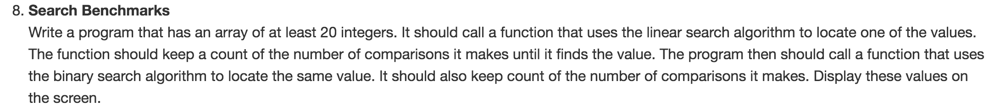 8. Search Benchmarks
Write a program that has an array of at least 20 integers. It should call a function that uses the linear search algorithm to locate one of the values.
The function should keep a count of the number of comparisons it makes until it finds the value. The program then should call a function that uses
the binary search algorithm to locate the same value. It should also keep count of the number of comparisons it makes. Display these values on
the screen.